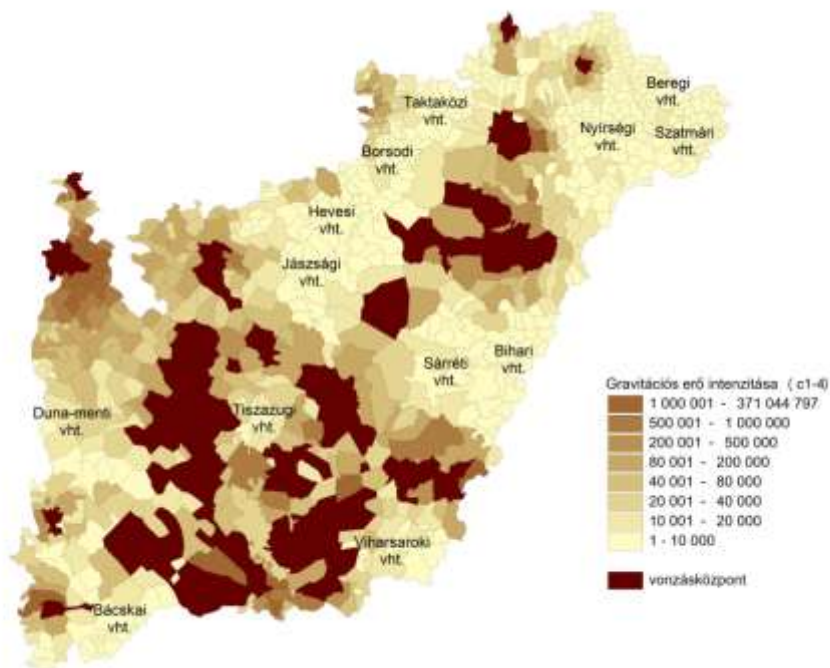 Taktaközi
vht.
Beregi
vht.
Nyírségi
vht.
Szatmári
vht.
Borsodi
vht.
Hevesi
vht.
Jászsági
vht.
Sárréti
vht.
Bihari
vht.
Duna-menti
vht.
Tiszazugi
vht.
Viharsaroki
vht.
Bácskai
vht.
Gravitációs erő intenzitása ( c1-4)
1 000 001 - 371 044 797
500 001 - 1 000 000
200 001 - 500 000
80 001 - 200 000
40 001 - 80 000
20 001 - 40 000
10 001 - 20 000
1 - 10 000
vonzásközpont